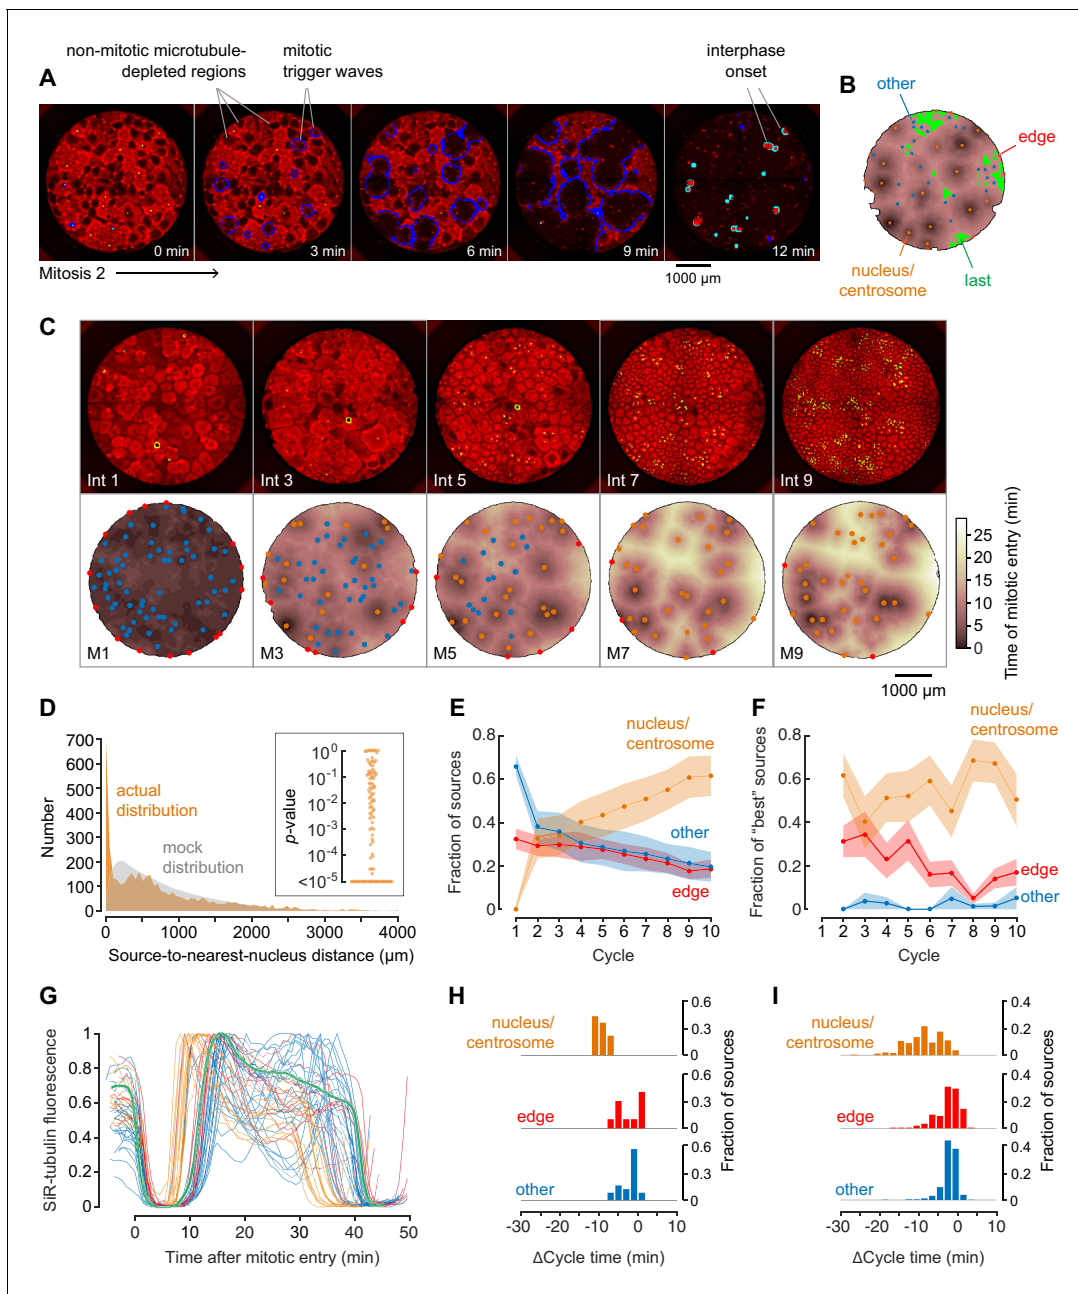 A
non-mitotic microtubule-
depleted regions
mitotic
trigger waves
interphase
onset
0 min
3 min
6 min
9 min
12 min
Mitosis 2
1000 µm
B
other
edge
nucleus/
centrosome
last
C
Int 1
Int 3
Int 5
Int 7
Int 9
M1
M3
M5
M7
M9
25
20
15
10
5
0
Time of mitotic entry (min)
1000 µm
D
700
600
500
400
300
200
100
0
Number
actual
distribution
mock
distribution
0
1000
2000
3000
4000
Source-to-nearest-nucleus distance (µm)
p-value
10⁰
10⁻¹
10⁻²
10⁻³
10⁻⁴
<10⁻⁵
E
nucleus/
centrosome
other
edge
0.8
0.6
0.4
0.2
0
Fraction of sources
1 2 3 4 5 6 7 8 9 10
Cycle
F
nucleus/
centrosome
edge
other
0.8
0.6
0.4
0.2
0
Fraction of "best" sources
1 2 3 4 5 6 7 8 9 10
Cycle
G
1
0.8
0.6
0.4
0.2
0
SiR-tubulin fluorescence
0 10 20 30 40 50
Time after mitotic entry (min)
H
nucleus/
centrosome
0.6
0.3
0
edge
0.6
0.3
0
other
0.6
0.3
0
Fraction of sources
-30 -10 0 10
ΔCycle time (min)
I
nucleus/
centrosome
0.4
0.2
0
edge
0.4
0.2
0
other
0.4
0.2
0
Fraction of sources
-30 -20 -10 0 10
ΔCycle time (min)